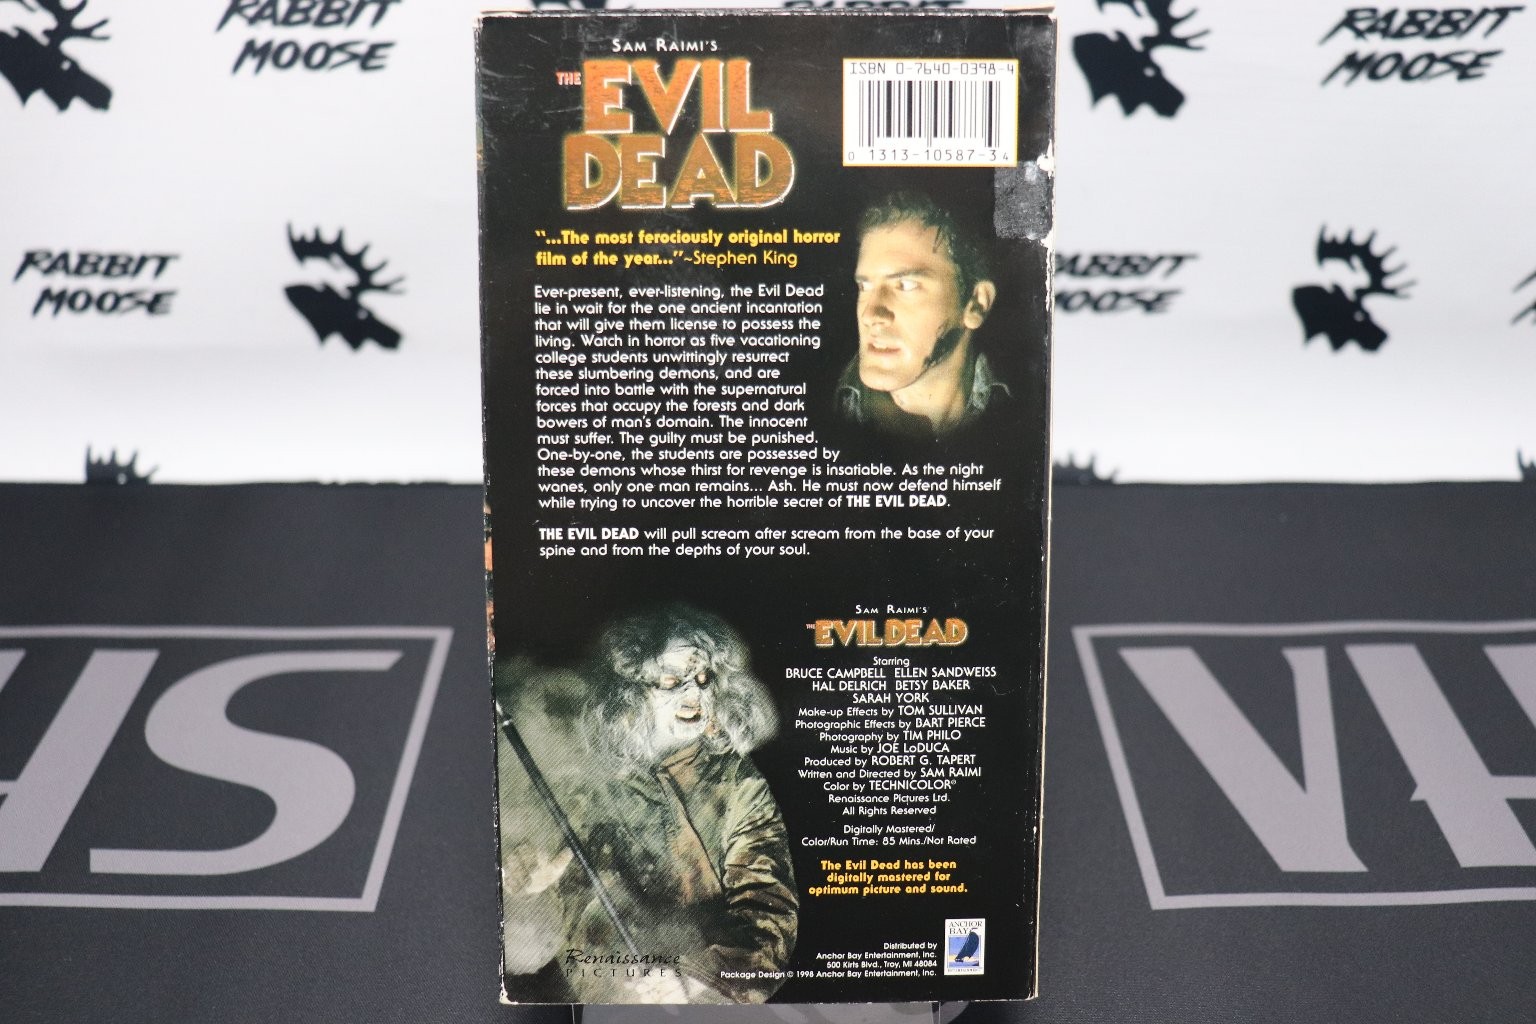 RABBIT
MOOSE
RABBIT
MOOSE
RABBIT
MOOSE
RABBIT
MOOSE
SAM RAIMI'S
THE EVIL
DEAD
ISBN 0-7640-0398-4
0 1313-10587-3 4
"...The most ferociously original horror
film of the year..."~Stephen King
Ever-present, ever-listening, the Evil Dead
lie in wait for the one ancient incantation
that will give them license to possess the
living. Watch in horror as five vacationing
college students unwittingly resurrect
these slumbering demons, and are
forced into battle with the supernatural
forces that occupy the forests and dark
bowers of man's domain. The innocent
must suffer. The guilty must be punished.
One-by-one, the students are possessed by
these demons whose thirst for revenge is insatiable. As the night
wanes, only one man remains... Ash. He must now defend himself
while trying to uncover the horrible secret of THE EVIL DEAD.
THE EVIL DEAD will pull scream after scream from the base of your
spine and from the depths of your soul.
SAM RAIMI'S
THE EVIL DEAD
Starring
BRUCE CAMPBELL ELLEN SANDWEISS
HAL DELRICH BETSY BAKER
SARAH YORK
Make-up Effects by TOM SULLIVAN
Photographic Effects by BART PIERCE
Photography by TIM PHILO
Music by JOE LoDUCA
Produced by ROBERT G. TAPERT
Written and Directed by SAM RAIMI
Color by TECHNICOLOR®
Renaissance Pictures Ltd.
All Rights Reserved
Digitally Mastered/
Color/Run Time: 85 Mins./Not Rated
The Evil Dead has been
digitally mastered for
optimum picture and sound.
Renaissance
PICTURES
ANCHOR
BAY
Distributed by
Anchor Bay Entertainment, Inc.
500 Kirts Blvd., Troy, MI 48084
Package Design © 1998 Anchor Bay Entertainment, Inc.
HS
VH